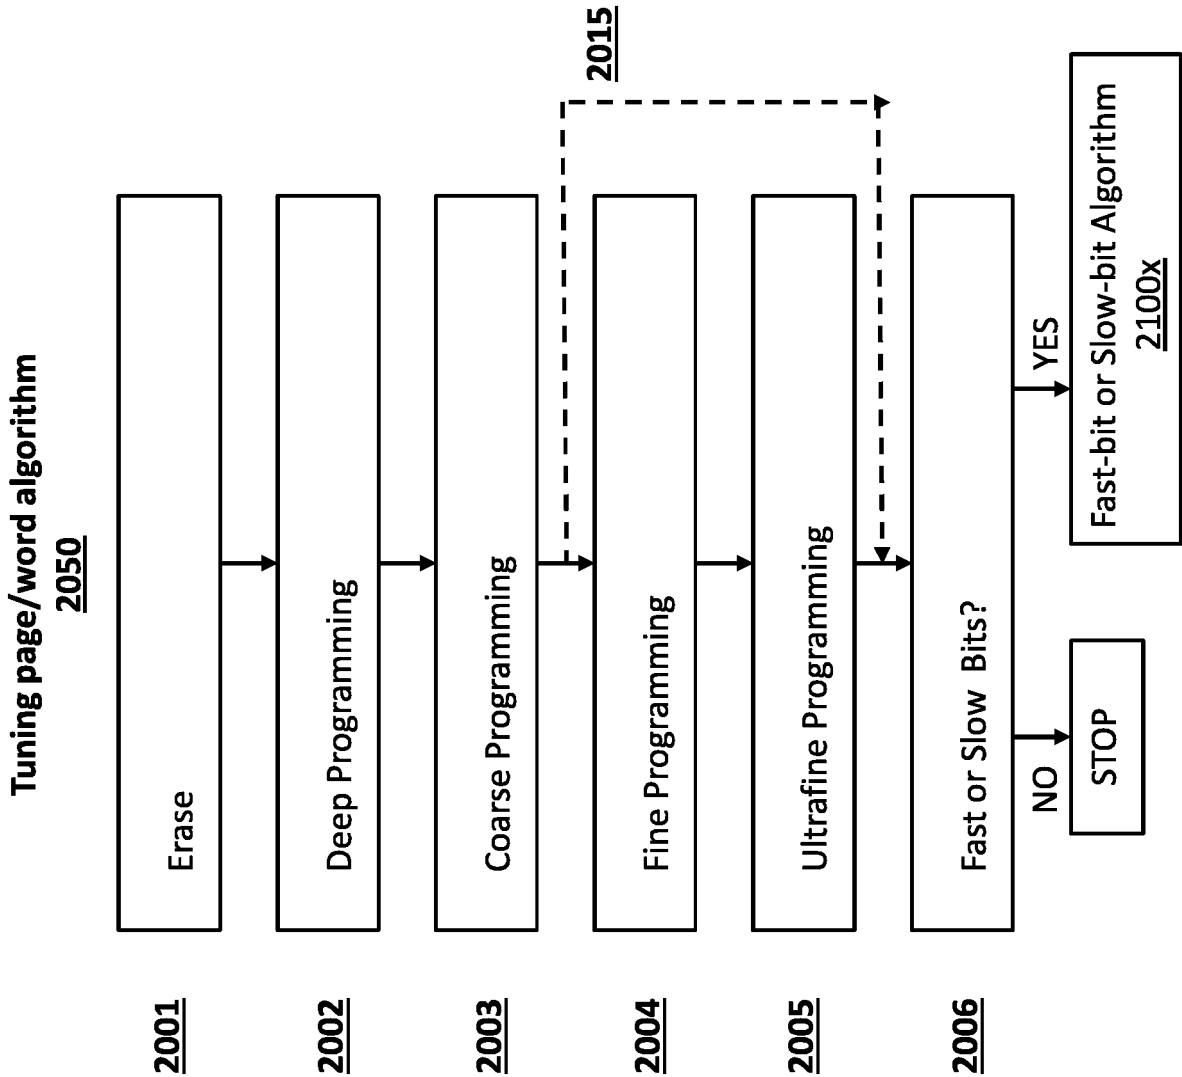 Tuning page/word algorithm
2050
2001
Erase
2002
Deep Programming
2003
Coarse Programming
2015
2004
Fine Programming
2005
Ultrafine Programming
2006
Fast or Slow Bits?
NO
YES
STOP
Fast-bit or Slow-bit Algorithm
2100x